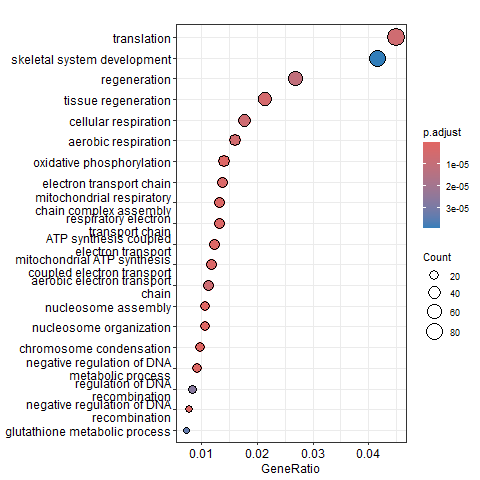 translation
skeletal system development
regeneration
tissue regeneration
cellular respiration
aerobic respiration
oxidative phosphorylation
electron transport chain
mitochondrial respiratory
chain complex assembly
respiratory electron
transport chain
ATP synthesis coupled
electron transport
mitochondrial ATP synthesis
coupled electron transport
aerobic electron transport
chain
nucleosome assembly
nucleosome organization
chromosome condensation
negative regulation of DNA
metabolic process
regulation of DNA
recombination
negative regulation of DNA
recombination
glutathione metabolic process
0.01 0.02 0.03 0.04
GeneRatio
p.adjust
1e-05
2e-05
3e-05
Count
20
40
60
80